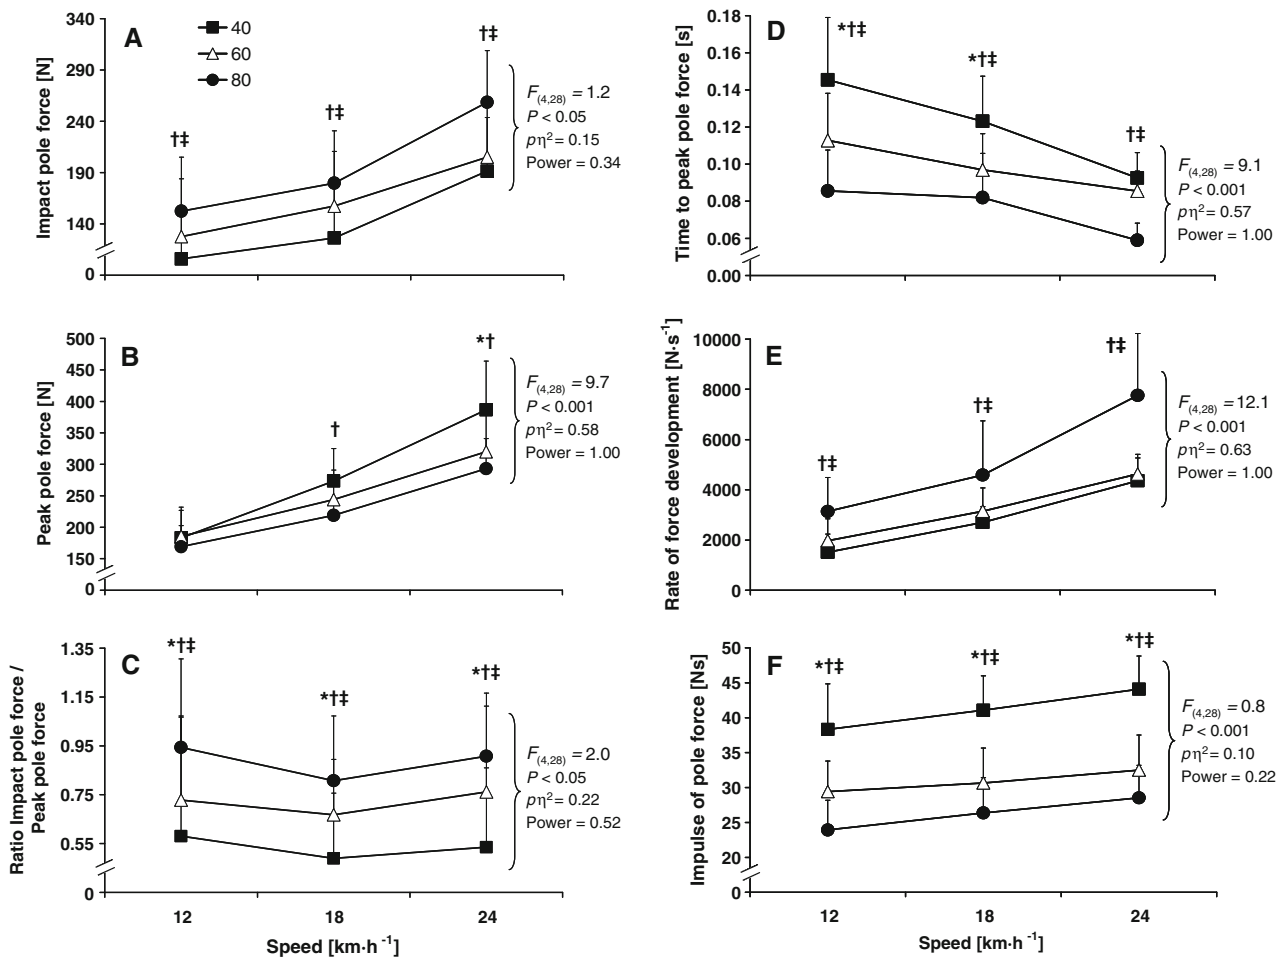 A
40
60
80
Impact pole force [N]
340
290
240
190
140
0
†‡
†‡
†‡
F(4,28) = 1.2
P < 0.05
pη² = 0.15
Power = 0.34
B
Peak pole force [N]
500
450
400
350
300
250
200
150
0
†
*†
F(4,28) = 9.7
P < 0.001
pη² = 0.58
Power = 1.00
C
Ratio Impact pole force /
Peak pole force
1.35
1.15
0.95
0.75
0.55
0
*†‡
*†‡
*†‡
F(4,28) = 2.0
P < 0.05
pη² = 0.22
Power = 0.52
12
18
24
Speed [km·h⁻¹]
D
Time to peak pole force [s]
0.18
0.16
0.14
0.12
0.10
0.08
0.06
0.00
*†‡
*†‡
†‡
F(4,28) = 9.1
P < 0.001
pη² = 0.57
Power = 1.00
E
Rate of force development [N·s⁻¹]
10000
8000
6000
4000
2000
0
†‡
†‡
†‡
F(4,28) = 12.1
P < 0.001
pη² = 0.63
Power = 1.00
F
Impulse of pole force [Ns]
50
45
40
35
30
25
20
0
*†‡
*†‡
*†‡
F(4,28) = 0.8
P < 0.001
pη² = 0.10
Power = 0.22
12
18
24
Speed [km·h⁻¹]